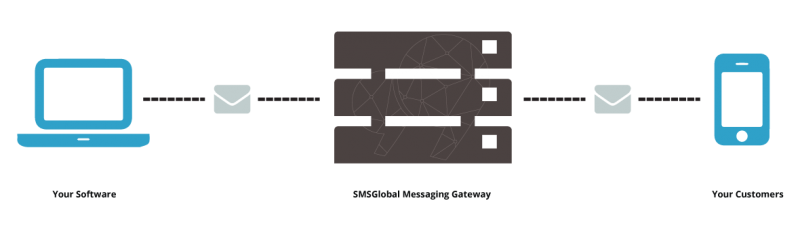 Your Software
SMSGlobal Messaging Gateway
Your Customers